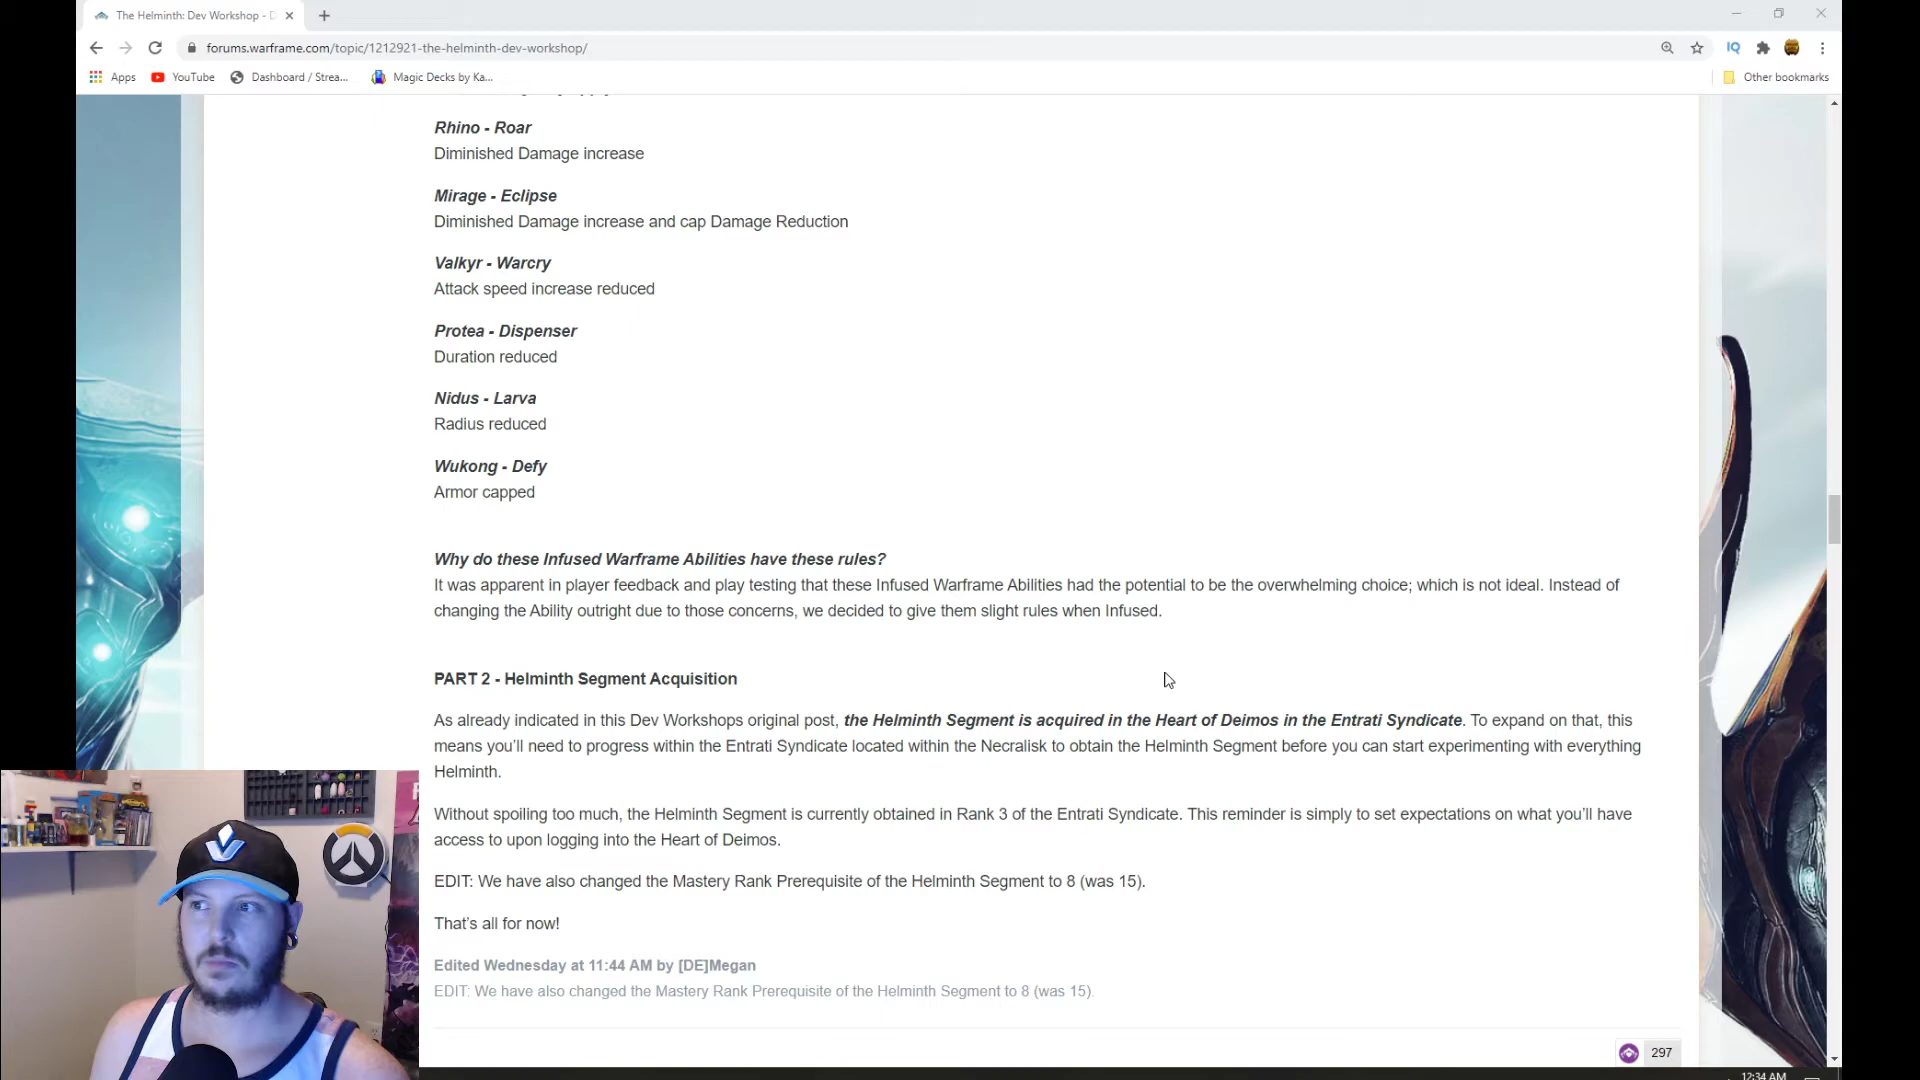 The Helminth: Dev Workshop - D
forums.warframe.com/topic/1212921-the-helminth-dev-workshop/
IQ
Apps YouTube Dashboard / Strea... Magic Decks by Ka... Other bookmarks
Rhino - Roar
Diminished Damage increase
Mirage - Eclipse
Diminished Damage increase and cap Damage Reduction
Valkyr - Warcry
Attack speed increase reduced
Protea - Dispenser
Duration reduced
Nidus - Larva
Radius reduced
Wukong - Defy
Armor capped
Why do these Infused Warframe Abilities have these rules?
It was apparent in player feedback and play testing that these Infused Warframe Abilities had the potential to be the overwhelming choice; which is not ideal. Instead of
changing the Ability outright due to those concerns, we decided to give them slight rules when Infused.
PART 2 - Helminth Segment Acquisition
As already indicated in this Dev Workshops original post, the Helminth Segment is acquired in the Heart of Deimos in the Entrati Syndicate. To expand on that, this
means you'll need to progress within the Entrati Syndicate located within the Necralisk to obtain the Helminth Segment before you can start experimenting with everything
Helminth.
Without spoiling too much, the Helminth Segment is currently obtained in Rank 3 of the Entrati Syndicate. This reminder is simply to set expectations on what you'll have
access to upon logging into the Heart of Deimos.
EDIT: We have also changed the Mastery Rank Prerequisite of the Helminth Segment to 8 (was 15).
That's all for now!
Edited Wednesday at 11:44 AM by [DE]Megan
EDIT: We have also changed the Mastery Rank Prerequisite of the Helminth Segment to 8 (was 15).
297
12:34 AM